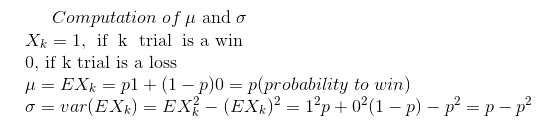 Computation of μ and σ
X_k = 1, if k trial is a win
0, if k trial is a loss
μ = EX_k = p1 + (1 − p)0 = p(probability to win)
σ = var(EX_k) = EX_k^2 − (EX_k)^2 = 1^2p + 0^2(1 − p) − p^2 = p − p^2